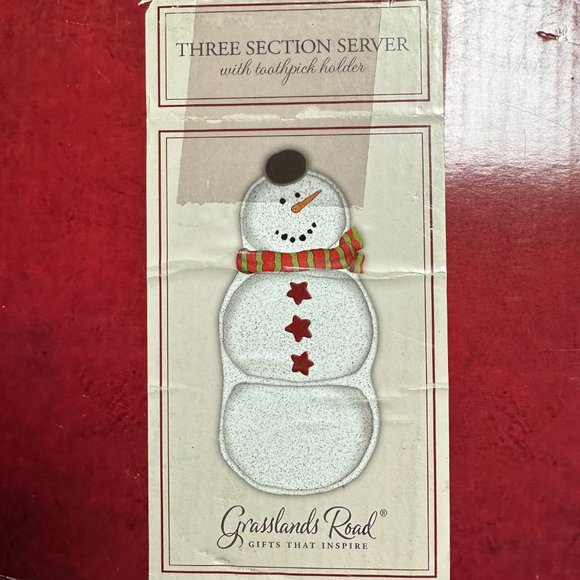 THREE SECTION SERVER
with toothpick holder
Grasslands Road®
GIFTS THAT INSPIRE